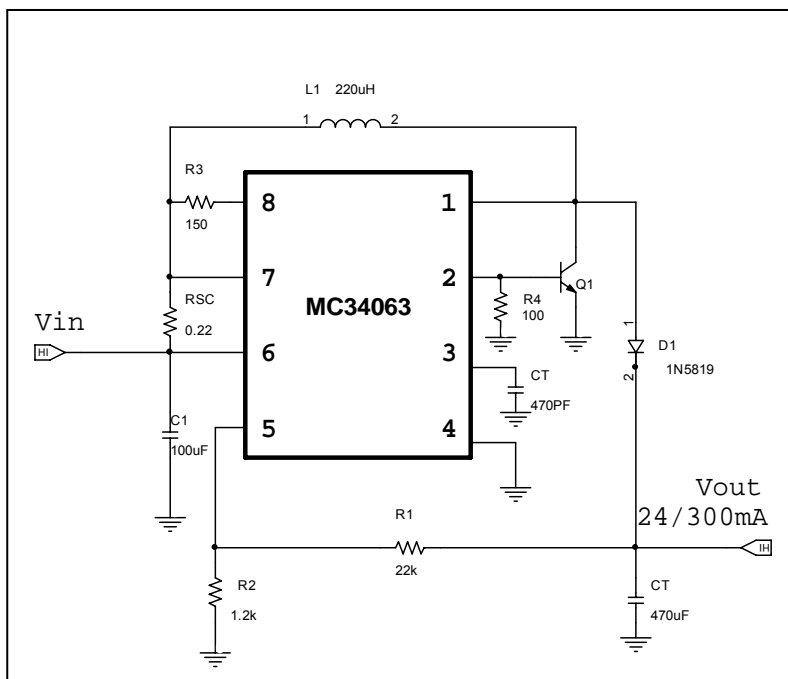 L1 220uH
1 2
R3
150
8 1
7 2
RSC
0.22
MC34063
R4
100
Q1
Vin
HI
6 3
CT
470PF
1
D1
1N5819
2
C1
100uF
5 4
Vout
24/300mA
R1
22k
IH
R2
1.2k
CT
470uF